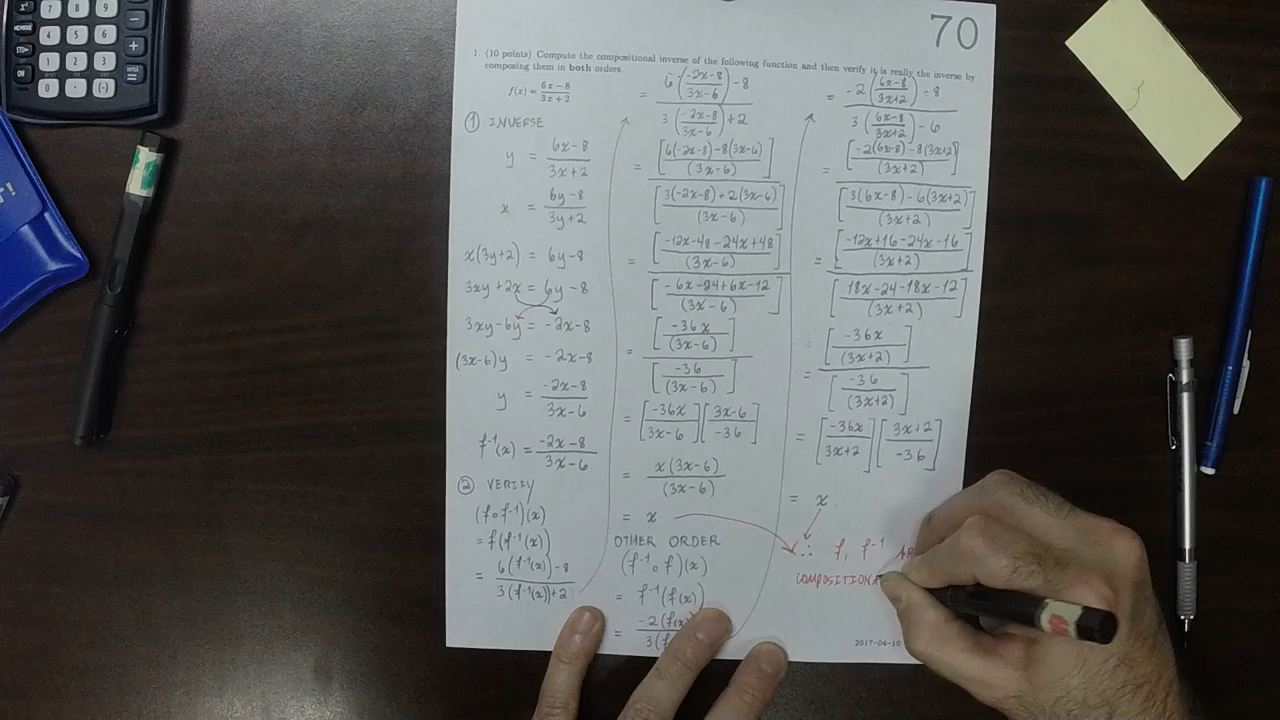 70
1. (10 points) Compute the compositional inverse of the following function and then verify it is really the inverse by
composing them in both orders.
f(x) = (6x − 8)/(3x + 2)
① INVERSE
y = (6x−8)/(3x+2)
x = (6y−8)/(3y+2)
x(3y+2) = 6y−8
3xy+2x = 6y−8
3xy−6y = −2x−8
(3x−6)y = −2x−8
y = (−2x−8)/(3x−6)
f⁻¹(x) = (−2x−8)/(3x−6)
② VERIFY
(f∘f⁻¹)(x)
= f(f⁻¹(x))
= (6(f⁻¹(x))−8)/(3(f⁻¹(x))+2)
= (6·((−2x−8)/(3x−6))−8)/(3((−2x−8)/(3x−6))+2)
= [(6(−2x−8)−8(3x−6))/(3x−6)]/[(3(−2x−8)+2(3x−6))/(3x−6)]
= [(−12x−48−24x+48)/(3x−6)]/[(−6x−24+6x−12)/(3x−6)]
= [−36x/(3x−6)]/[−36/(3x−6)]
= [−36x/(3x−6)][(3x−6)/−36]
= x(3x−6)/(3x−6)
= x
OTHER ORDER
(f⁻¹∘f)(x)
= f⁻¹(f(x))
= −2(f(x)/3(f
= (−2((6x−8)/(3x+2))−8)/(3((6x−8)/(3x+2))−6)
= [(−2(6x−8)−8(3x+2))/(3x+2)]/[(3(6x−8)−6(3x+2))/(3x+2)]
= [(−12x+16−24x−16)/(3x+2)]/[(18x−24−18x−12)/(3x+2)]
= [−36x/(3x+2)]/[−36/(3x+2)]
= [−36x/(3x+2)][(3x+2)/−36]
= x.
∴ f, f⁻¹ A
COMPOSITIONA
2017-04-10